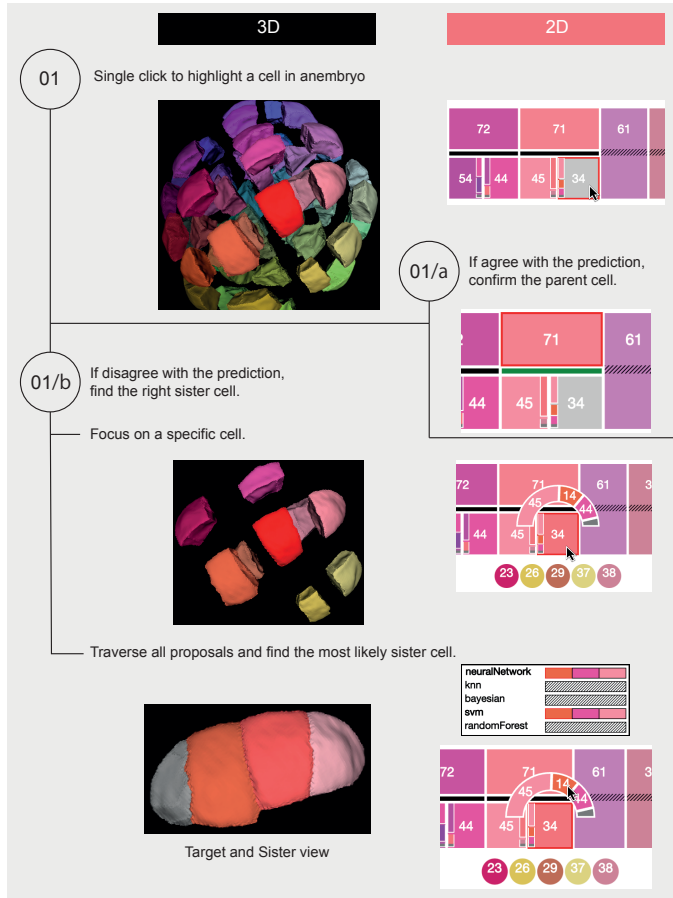 3D
2D
01
Single click to highlight a cell in anembryo
72 71 61
54 44 45 34
01/a
If agree with the prediction,
confirm the parent cell.
71 61
44 45 34
01/b
If disagree with the prediction,
find the right sister cell.
Focus on a specific cell.
72 71 61 3
45 14 44
44 45 34
23 26 29 37 38
Traverse all proposals and find the most likely sister cell.
neuralNetwork
knn
bayesian
svm
randomForest
72 71 61 3
45 14 44
44 45 34
23 26 29 37 38
Target and Sister view